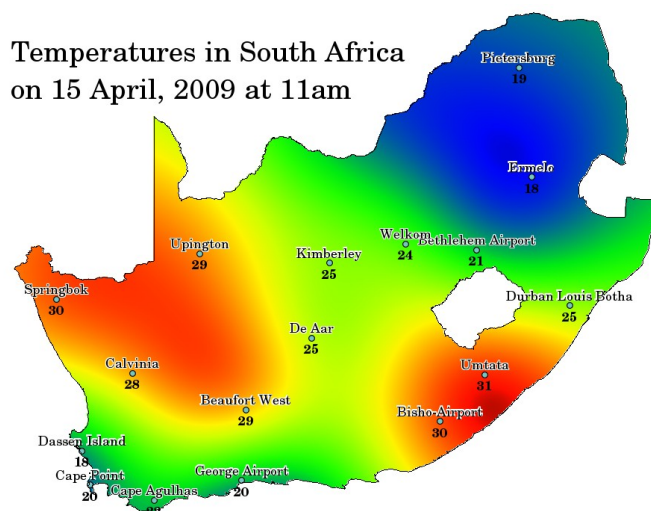 Temperatures in South Africa
on 15 April, 2009 at 11am
Pietersburg
19
Ermelo
18
Upington
29
Kimberley
25
Welkom
24
Bethlehem Airport
21
Springbok
30
Durban Louis Botha
25
De Aar
25
Calvinia
28
Umtata
31
Beaufort West
29
Bisho-Airport
30
Dassen Island
18
Cape Point
20
George Airport
20
Cape Agulhas